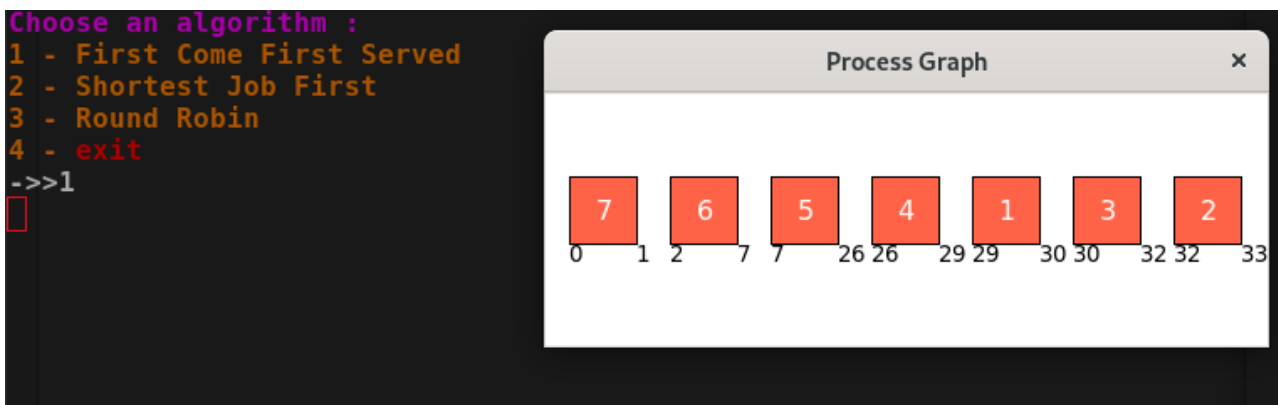 Choose an algorithm :
1 - First Come First Served
2 - Shortest Job First
3 - Round Robin
4 - exit
->>1
Process Graph ×
7 6 5 4 1 3 2
0 1 2 7 7 26 26 29 29 30 30 32 32 33